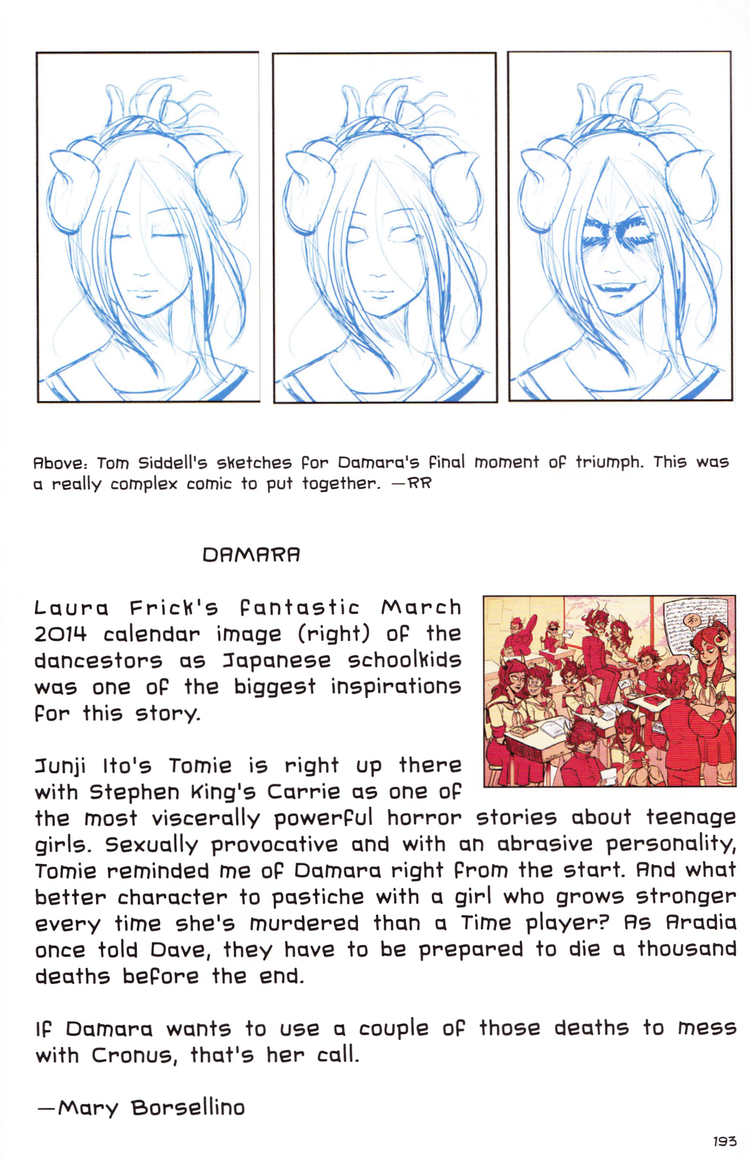 Above: Tom Siddell's sketches for Damara's final moment of triumph. This was
a really complex comic to put together. —RR
DAMARA
Laura Frick's fantastic March
2014 calendar image (right) of the
dancestors as Japanese schoolkids
was one of the biggest inspirations
for this story.
Junji Ito's Tomie is right up there
with Stephen King's Carrie as one of
the most viscerally powerful horror stories about teenage
girls. Sexually provocative and with an abrasive personality,
Tomie reminded me of Damara right from the start. And what
better character to pastiche with a girl who grows stronger
every time she's murdered than a Time player? As Aradia
once told Dave, they have to be prepared to die a thousand
deaths before the end.
If Damara wants to use a couple of those deaths to mess
with Cronus, that's her call.
—Mary Borsellino
193